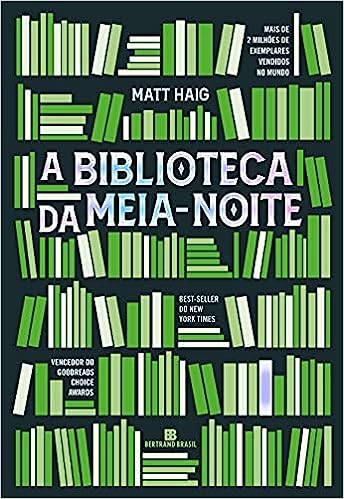 MAIS DE
2 MILHÕES DE
EXEMPLARES
VENDIDOS
NO MUNDO
MATT HAIG
A BIBLIOTECA
DA MEIA-NOITE
BEST-SELLER
DO NEW
YORK TIMES
VENCEDOR DO
GOODREADS
CHOICE
AWARDS
BB
BERTRAND BRASIL